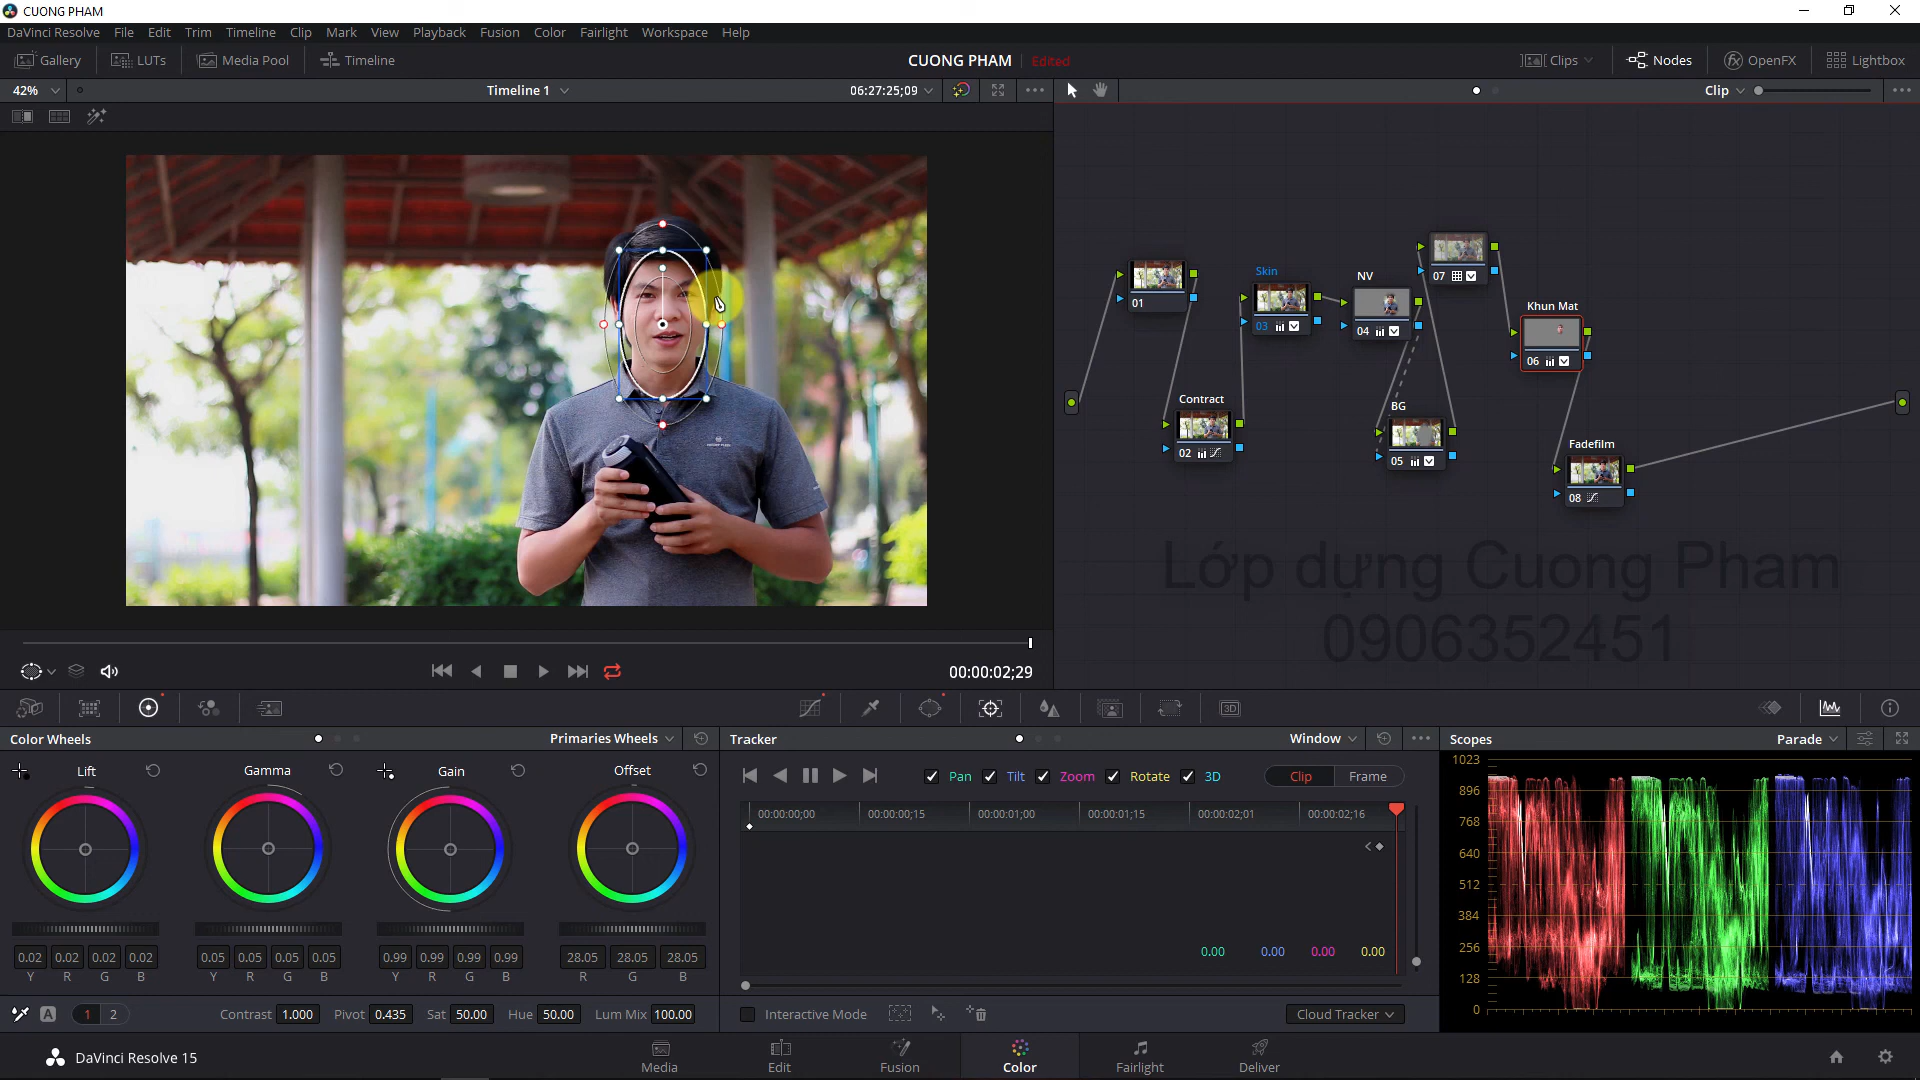 CUONG PHAM
DaVinci Resolve File Edit Trim Timeline Clip Mark View Playback Fusion Color Fairlight Workspace Help
Gallery LUTs Media Pool Timeline CUONG PHAM Edited Clips Nodes OpenFX Lightbox
42% Timeline 1 06:27:25;09 Clip
07
Skin NV
01
03 04
Khun Mat
06
Contract BG
02 05
Fadefilm
08
Lớp dựng Cuong Pham
0906352451
00:00:02;29
3D
Color Wheels Primaries Wheels Tracker Window Scopes Parade
Lift Gamma Gain Offset
Pan Tilt Zoom Rotate 3D Clip Frame
00:00:00;00 00:00:00;15 00:00:01;00 00:00:01;15 00:00:02;01 00:00:02;16
1023
896
768
640
512
384
256
128
0
0.00 0.00 0.00 0.00
0.02 0.02 0.02 0.02 0.05 0.05 0.05 0.05 0.99 0.99 0.99 0.99 28.05 28.05 28.05
Y R G B Y R G B Y R G B R G B
A 1 2 Contrast 1.000 Pivot 0.435 Sat 50.00 Hue 50.00 Lum Mix 100.00
Interactive Mode Cloud Tracker
DaVinci Resolve 15
Media Edit Fusion Color Fairlight Deliver